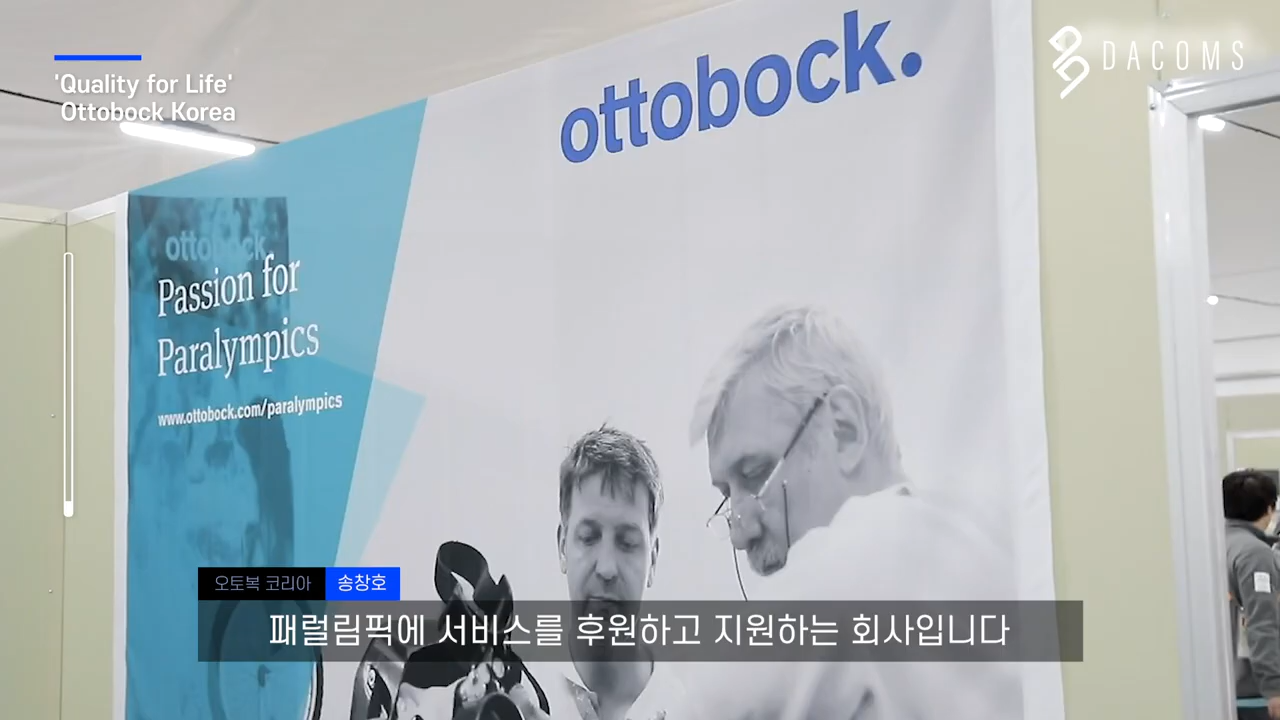 'Quality for Life'
Ottobock Korea
DACOMS
ottobock.
ottobock.
Passion for
Paralympics
www.ottobock.com/paralympics
오토복 코리아 송창호
패럴림픽에 서비스를 후원하고 지원하는 회사입니다